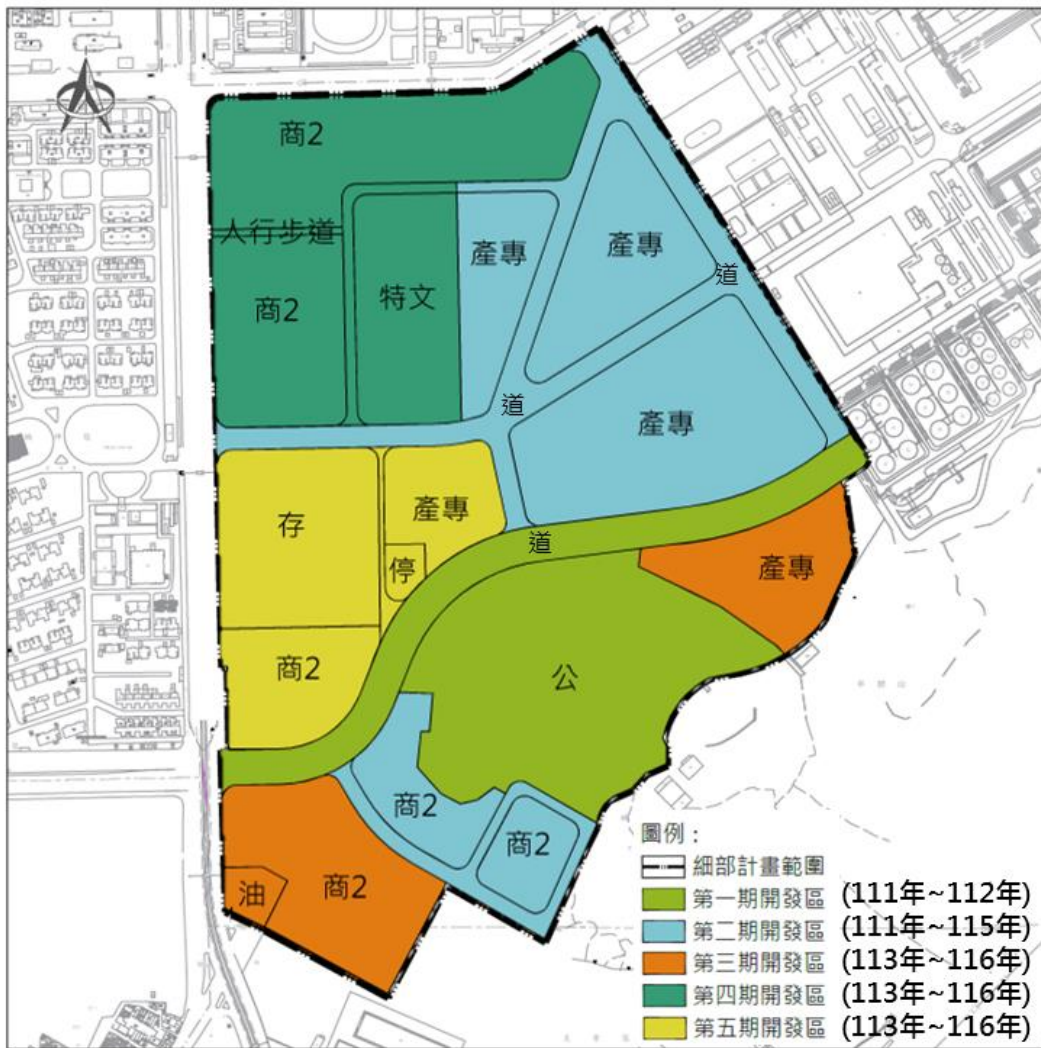 商2
人行步道
商2
特文
產專
產專
道
道
產專
存
產專
停
道
產專
商2
公
商2
商2
商2
油
圖例：
細部計畫範圍
第一期開發區 (111年~112年)
第二期開發區 (111年~115年)
第三期開發區 (113年~116年)
第四期開發區 (113年~116年)
第五期開發區 (113年~116年)